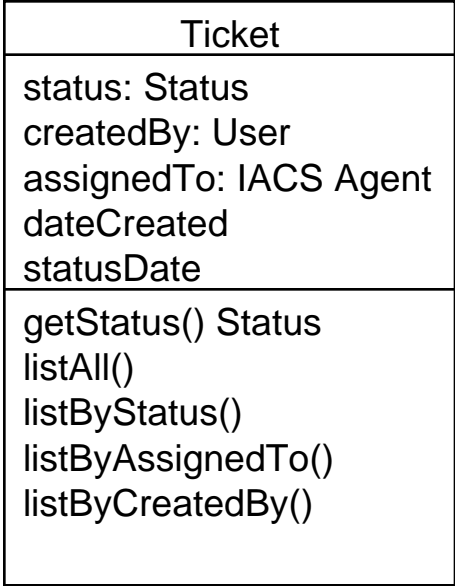 Ticket
status: Status
createdBy: User
assignedTo: IACS Agent
dateCreated
statusDate
getStatus() Status
listAll()
listByStatus()
listByAssignedTo()
listByCreatedBy()